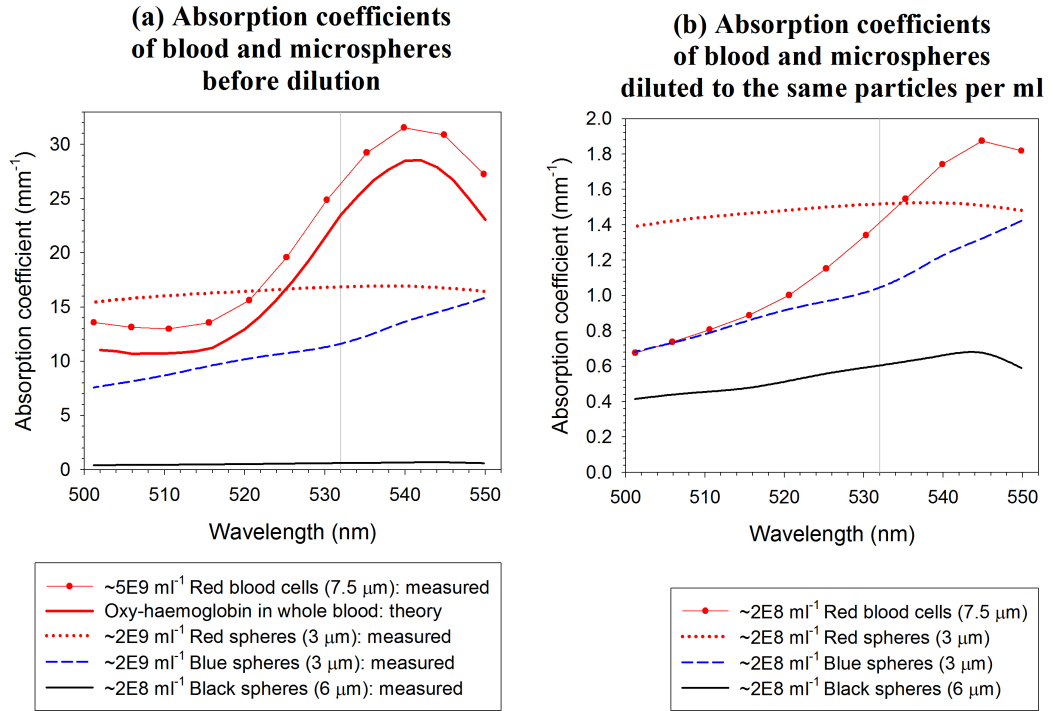 (a) Absorption coefficients
of blood and microspheres
before dilution
Absorption coefficient (mm-1)
30
25
20
15
10
5
0
500 510 520 530 540 550
Wavelength (nm)
~5E9 ml-1 Red blood cells (7.5 μm): measured
Oxy-haemoglobin in whole blood: theory
~2E9 ml-1 Red spheres (3 μm): measured
~2E9 ml-1 Blue spheres (3 μm): measured
~2E8 ml-1 Black spheres (6 μm): measured
(b) Absorption coefficients
of blood and microspheres
diluted to the same particles per ml
Absorption coefficient (mm-1)
2.0
1.8
1.6
1.4
1.2
1.0
0.8
0.6
0.4
0.2
0.0
500 510 520 530 540 550
Wavelength (nm)
~2E8 ml-1 Red blood cells (7.5 μm)
~2E8 ml-1 Red spheres (3 μm)
~2E8 ml-1 Blue spheres (3 μm)
~2E8 ml-1 Black spheres (6 μm)